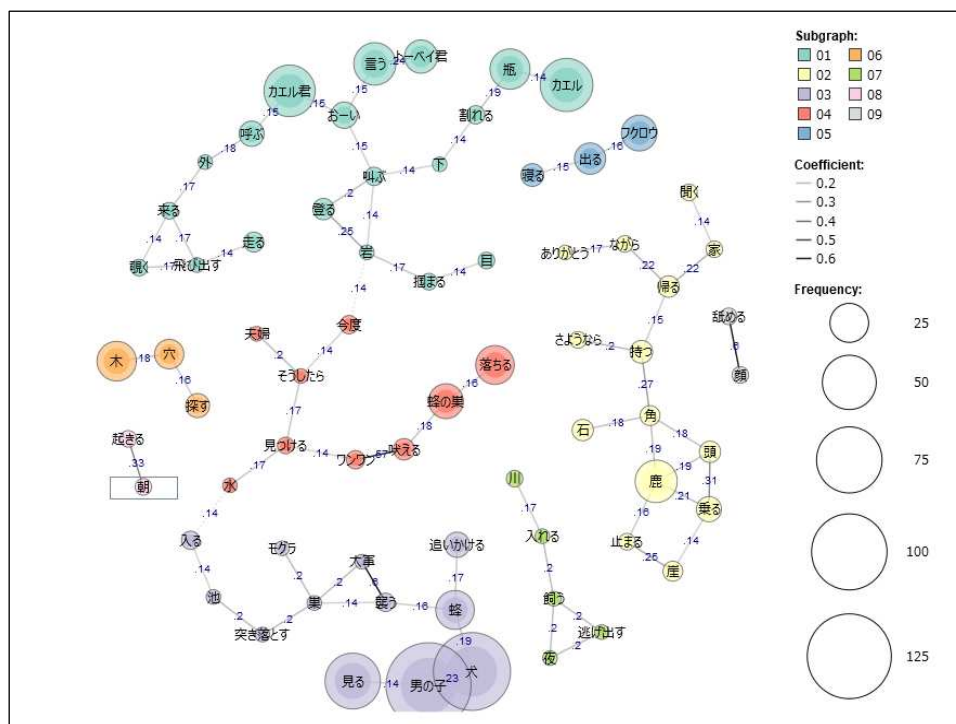 Subgraph:
01 06
02 07
03 08
04 09
05
Coefficient:
0.2
0.3
0.4
0.5
0.6
Frequency:
25
50
75
100
125
言う .24 トーベイ君
カエル君 .15 おーい .15
瓶 .14 カエル
.15 呼ぶ
.19 割れる
外 .18
.15
.14 下
叫ぶ .14
フクロウ
出る .16
寝る .15
.17
来る
登る .2
.25
.14
.14 .17
覗く .17 飛び出す .14 走る
岩
.17 掴まる .14 目
.14
聞く
.14
家
ありがとう .17 ながら
.22 帰る .22
.15
さようなら .2 持つ
.27
舐める
.6
顔
今度
夫婦
.2 .14
そうしたら
.17
木 .18 穴
.16
探す
落ちる
蜂の巣 .16
.18
見つける .14 ワンワン .57 吠える
.17
水
.14
起きる
.33
朝
石 .18 角
.18 頭
.19 .19
鹿 .31
.21 乗る
.16
止まる .14
.25 崖
川
.17
入れる
.2
飼う
.2 .2 逃げ出す
.2
夜
入る
.14
池
.2
突き落とす .2
モグラ
.2
巣 .2 大事
.6
.14 襲う .16 蜂
.17
追いかける
.19
見る .14 男の子 .23 犬